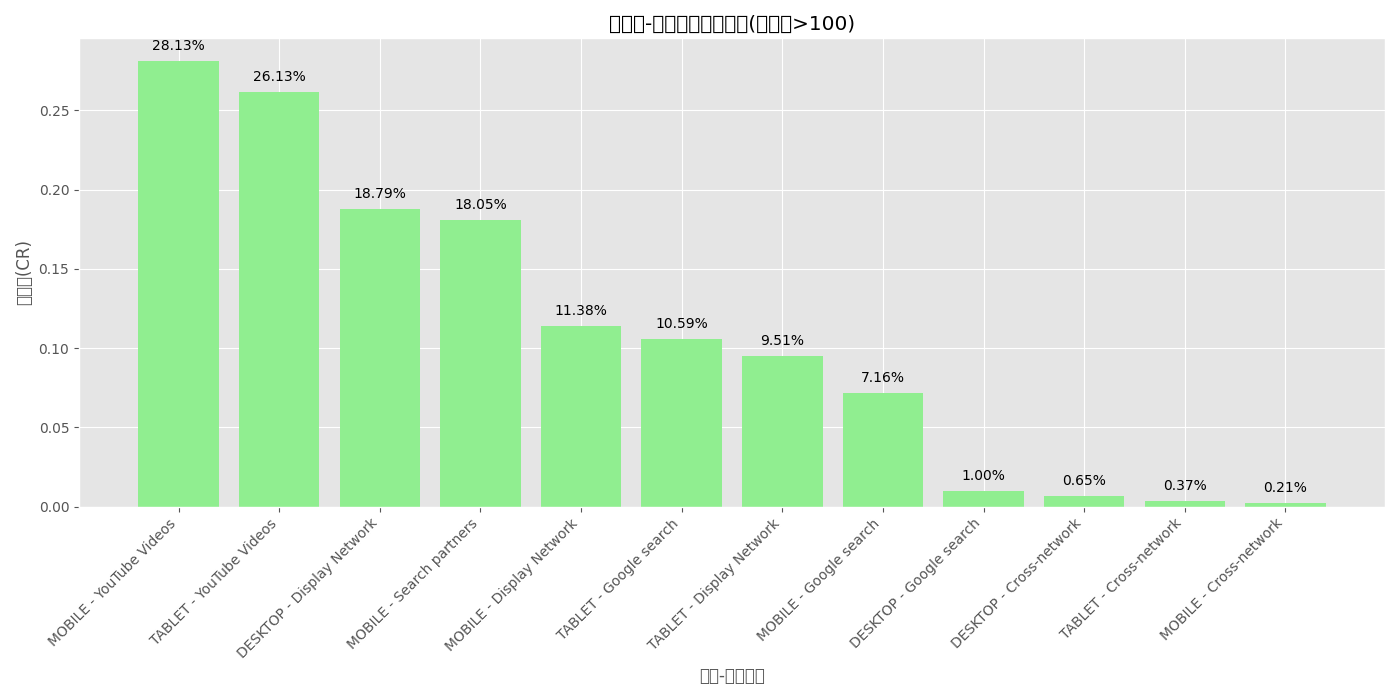 -(>100)
28.13%
26.13%
18.79%
18.05%
11.38%
10.59%
9.51%
7.16%
1.00%
0.65%
0.37%
0.21%
(CR)
0.25
0.20
0.15
0.10
0.05
0.00
MOBILE - YouTube Videos
TABLET - YouTube Videos
DESKTOP - Display Network
MOBILE - Search partners
MOBILE - Display Network
TABLET - Google search
TABLET - Display Network
MOBILE - Google search
DESKTOP - Google search
DESKTOP - Cross-network
TABLET - Cross-network
MOBILE - Cross-network